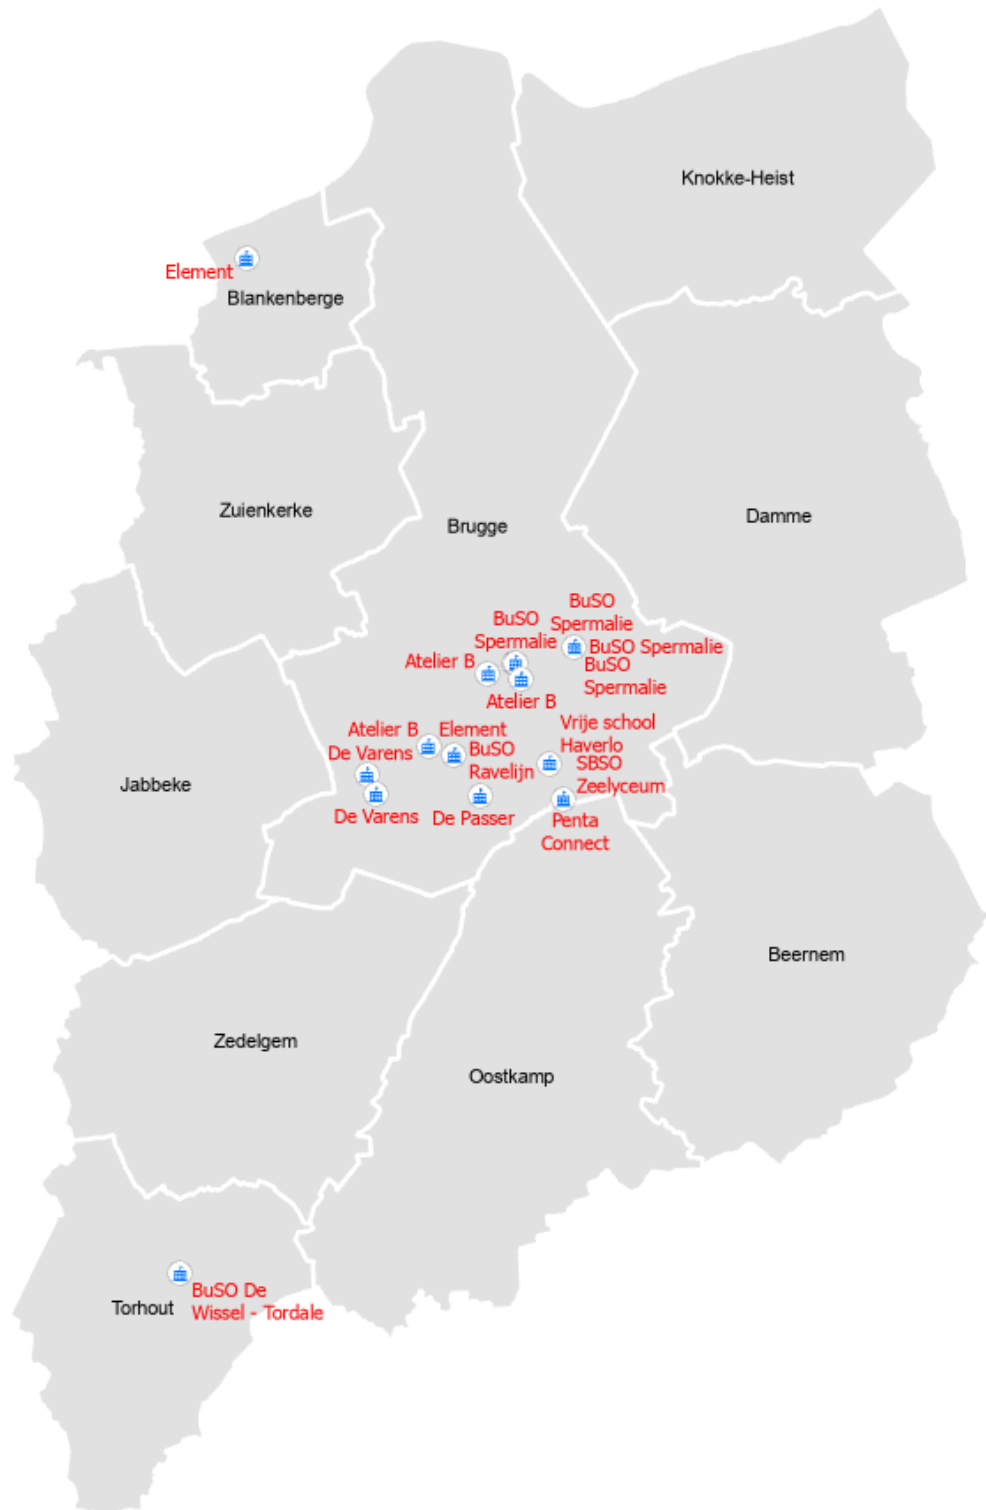 Knokke-Heist
Element
Blankenberge
Zuienkerke
Brugge
Damme
BuSO
Spermalie
BuSO
Spermalie
BuSO Spermalie
BuSO
Spermalie
Atelier B
Atelier B
Atelier B
Element
De Varens
BuSO
Ravelijn
Vrije school
Haverlo
SBSO
Zeelyceum
Jabbeke
De Varens
De Passer
Penta
Connect
Beernem
Zedelgem
Oostkamp
BuSO De
Wissel - Tordale
Torhout